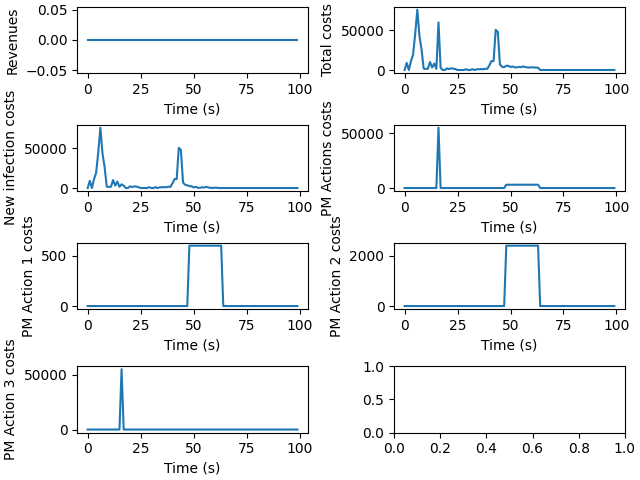 Revenues
0.05
0.00
−0.05
0 25 50 75 100
Time (s)
Total costs
50000
0
0 25 50 75 100
Time (s)
New infection costs
50000
0
0 25 50 75 100
Time (s)
PM Actions costs
50000
0
0 25 50 75 100
Time (s)
PM Action 1 costs
500
0
0 25 50 75 100
Time (s)
PM Action 2 costs
2000
0
0 25 50 75 100
Time (s)
PM Action 3 costs
50000
0
0 25 50 75 100
Time (s)
1.0
0.5
0.0
0.0 0.2 0.4 0.6 0.8 1.0